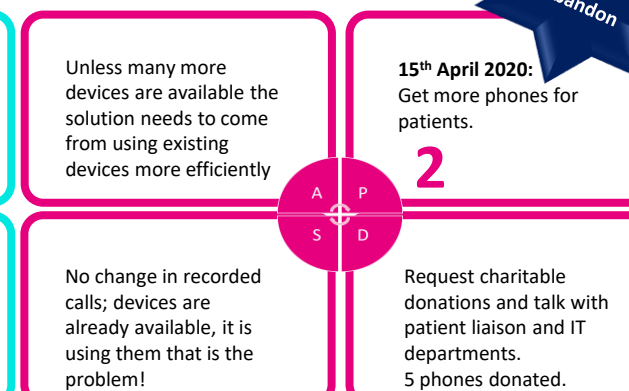 bandon
Unless many more
devices are available the
solution needs to come
from using existing
devices more efficiently
15th April 2020:
Get more phones for
patients.
2
A P
S D
No change in recorded
calls; devices are
already available, it is
using them that is the
problem!
Request charitable
donations and talk with
patient liaison and IT
departments.
5 phones donated.